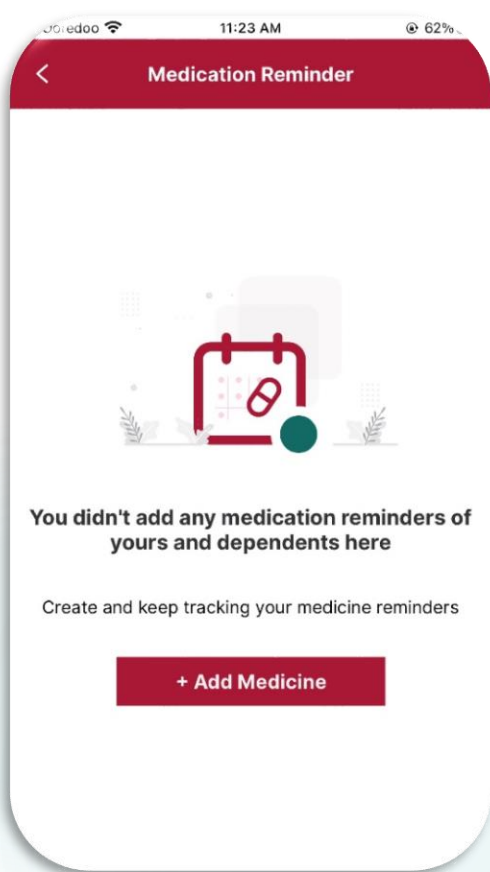 Ooredoo 11:23 AM 62%
Medication Reminder
You didn't add any medication reminders of
yours and dependents here
Create and keep tracking your medicine reminders
+ Add Medicine